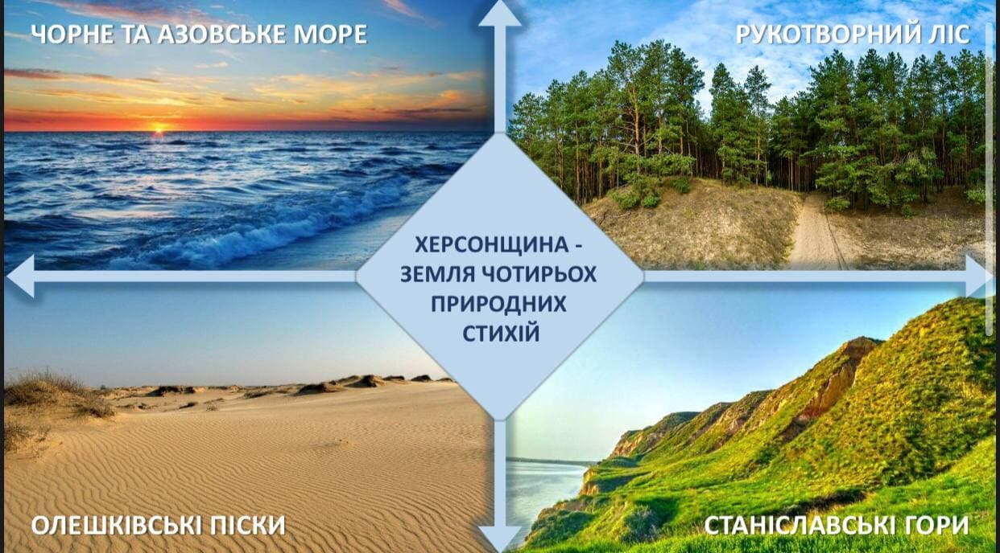 ЧОРНЕ ТА АЗОВСЬКЕ МОРЕ
РУКОТВОРНИЙ ЛІС
ХЕРСОНЩИНА -
ЗЕМЛЯ ЧОТИРЬОХ
ПРИРОДНИХ
СТИХІЙ
ОЛЕШКІВСЬКІ ПІСКИ
СТАНІСЛАВСЬКІ ГОРИ